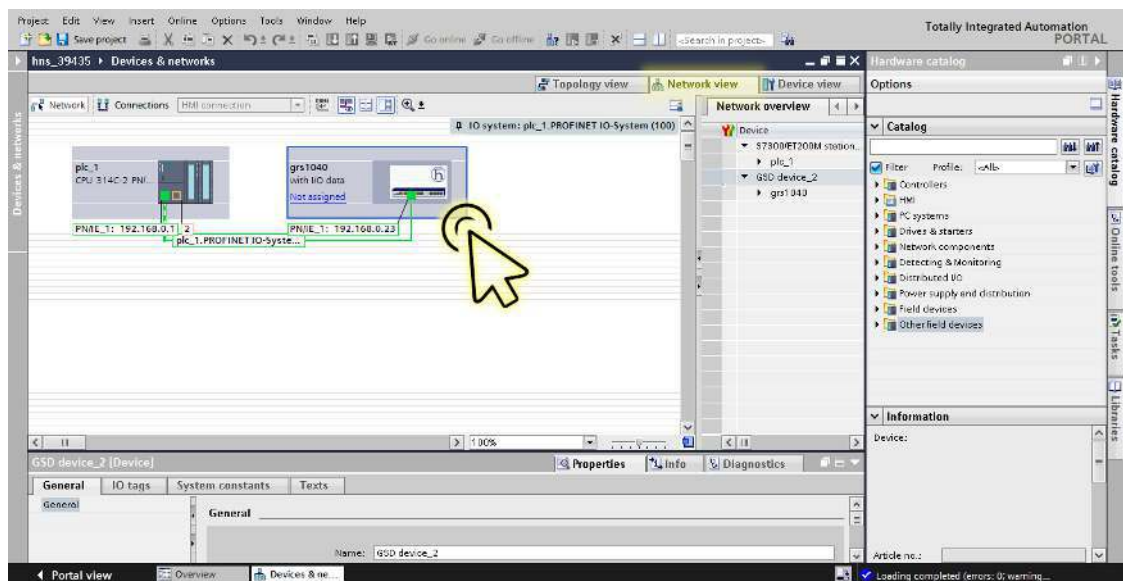 Project Edit View Insert Online Options Tools Window Help
Totally Integrated Automation
PORTAL
Save project Go online Go offline <Search in project>
hns_39435 ▸ Devices & networks
Hardware catalog
Topology view Network view Device view
Options
Network Connections HMI connection
Network overview
IO system: plc_1.PROFINET IO-System (100)
Catalog
Device
S7300/ET200M station...
plc_1
GSD device_2
grs1040
plc_1
CPU 314C-2 PN/...
grs1040
with I/O data
Not assigned
PN/IE_1: 192.168.0.1 2
PN/IE_1: 192.168.0.23
plc_1.PROFINET IO-Syste...
Filter Profile: <All>
Controllers
HMI
PC systems
Drives & starters
Network components
Detecting & Monitoring
Distributed I/O
Power supply and distribution
Field devices
Other field devices
Devices & networks
Hardware catalog
Online tools
Tasks
Libraries
100%
Information
Device:
Article no.:
GSD device_2 [Device]
Properties Info Diagnostics
General IO tags System constants Texts
General
General
Name: GSD device_2
Portal view Overview Devices & ne...
Loading completed (errors: 0; warning...